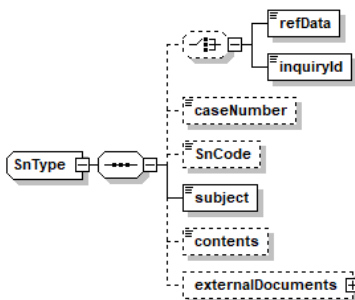 refData
inquiryId
caseNumber
SnCode
SnType
subject
contents
externalDocuments